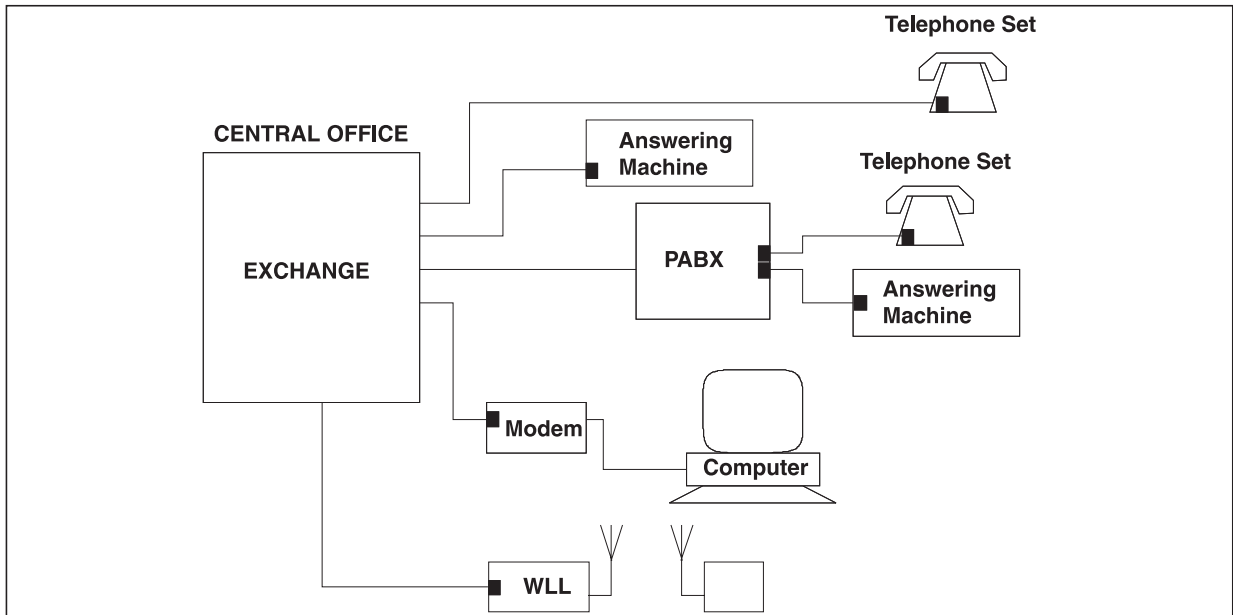 Telephone Set
CENTRAL OFFICE
Answering
Machine
Telephone Set
EXCHANGE
PABX
Answering
Machine
Modem
Computer
WLL